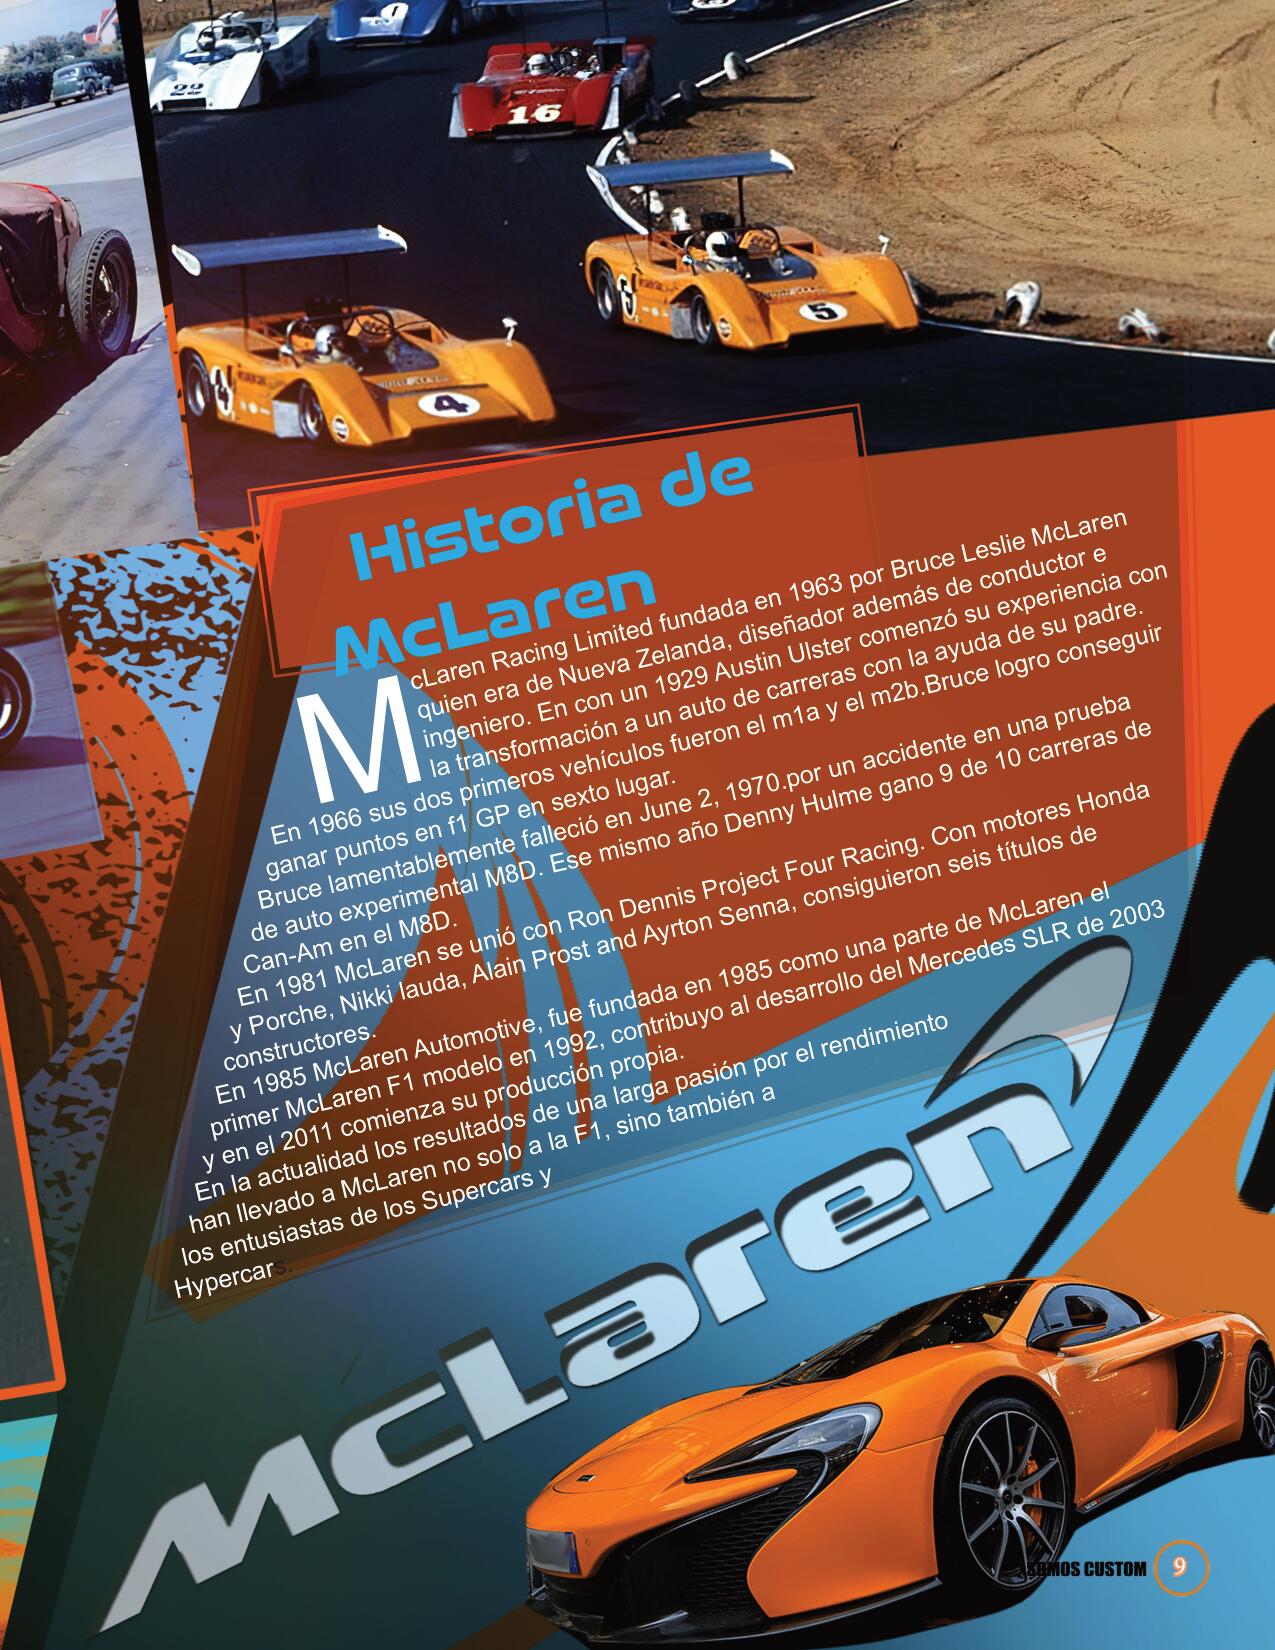 99
1
16
5
5
4
4
Historia de
McLaren
McLaren Racing Limited fundada en 1963 por Bruce Leslie McLaren
quien era de Nueva Zelanda, diseñador además de conductor e
ingeniero. En con un 1929 Austin Ulster comenzó su experiencia con
la transformación a un auto de carreras con la ayuda de su padre.
En 1966 sus dos primeros vehículos fueron el m1a y el m2b.Bruce logro conseguir
ganar puntos en f1 GP en sexto lugar.
Bruce lamentablemente falleció en June 2, 1970.por un accidente en una prueba
de auto experimental M8D. Ese mismo año Denny Hulme gano 9 de 10 carreras de
Can-Am en el M8D.
En 1981 McLaren se unió con Ron Dennis Project Four Racing. Con motores Honda
y Porche, Nikki lauda, Alain Prost and Ayrton Senna, consiguieron seis títulos de
constructores.
En 1985 McLaren Automotive, fue fundada en 1985 como una parte de McLaren el
primer McLaren F1 modelo en 1992, contribuyo al desarrollo del Mercedes SLR de 2003
y en el 2011 comienza su producción propia.
En la actualidad los resultados de una larga pasión por el rendimiento
han llevado a McLaren no solo a la F1, sino también a
los entusiastas de los Supercars y
Hypercars.
McLaren
SOMOS CUSTOM 9